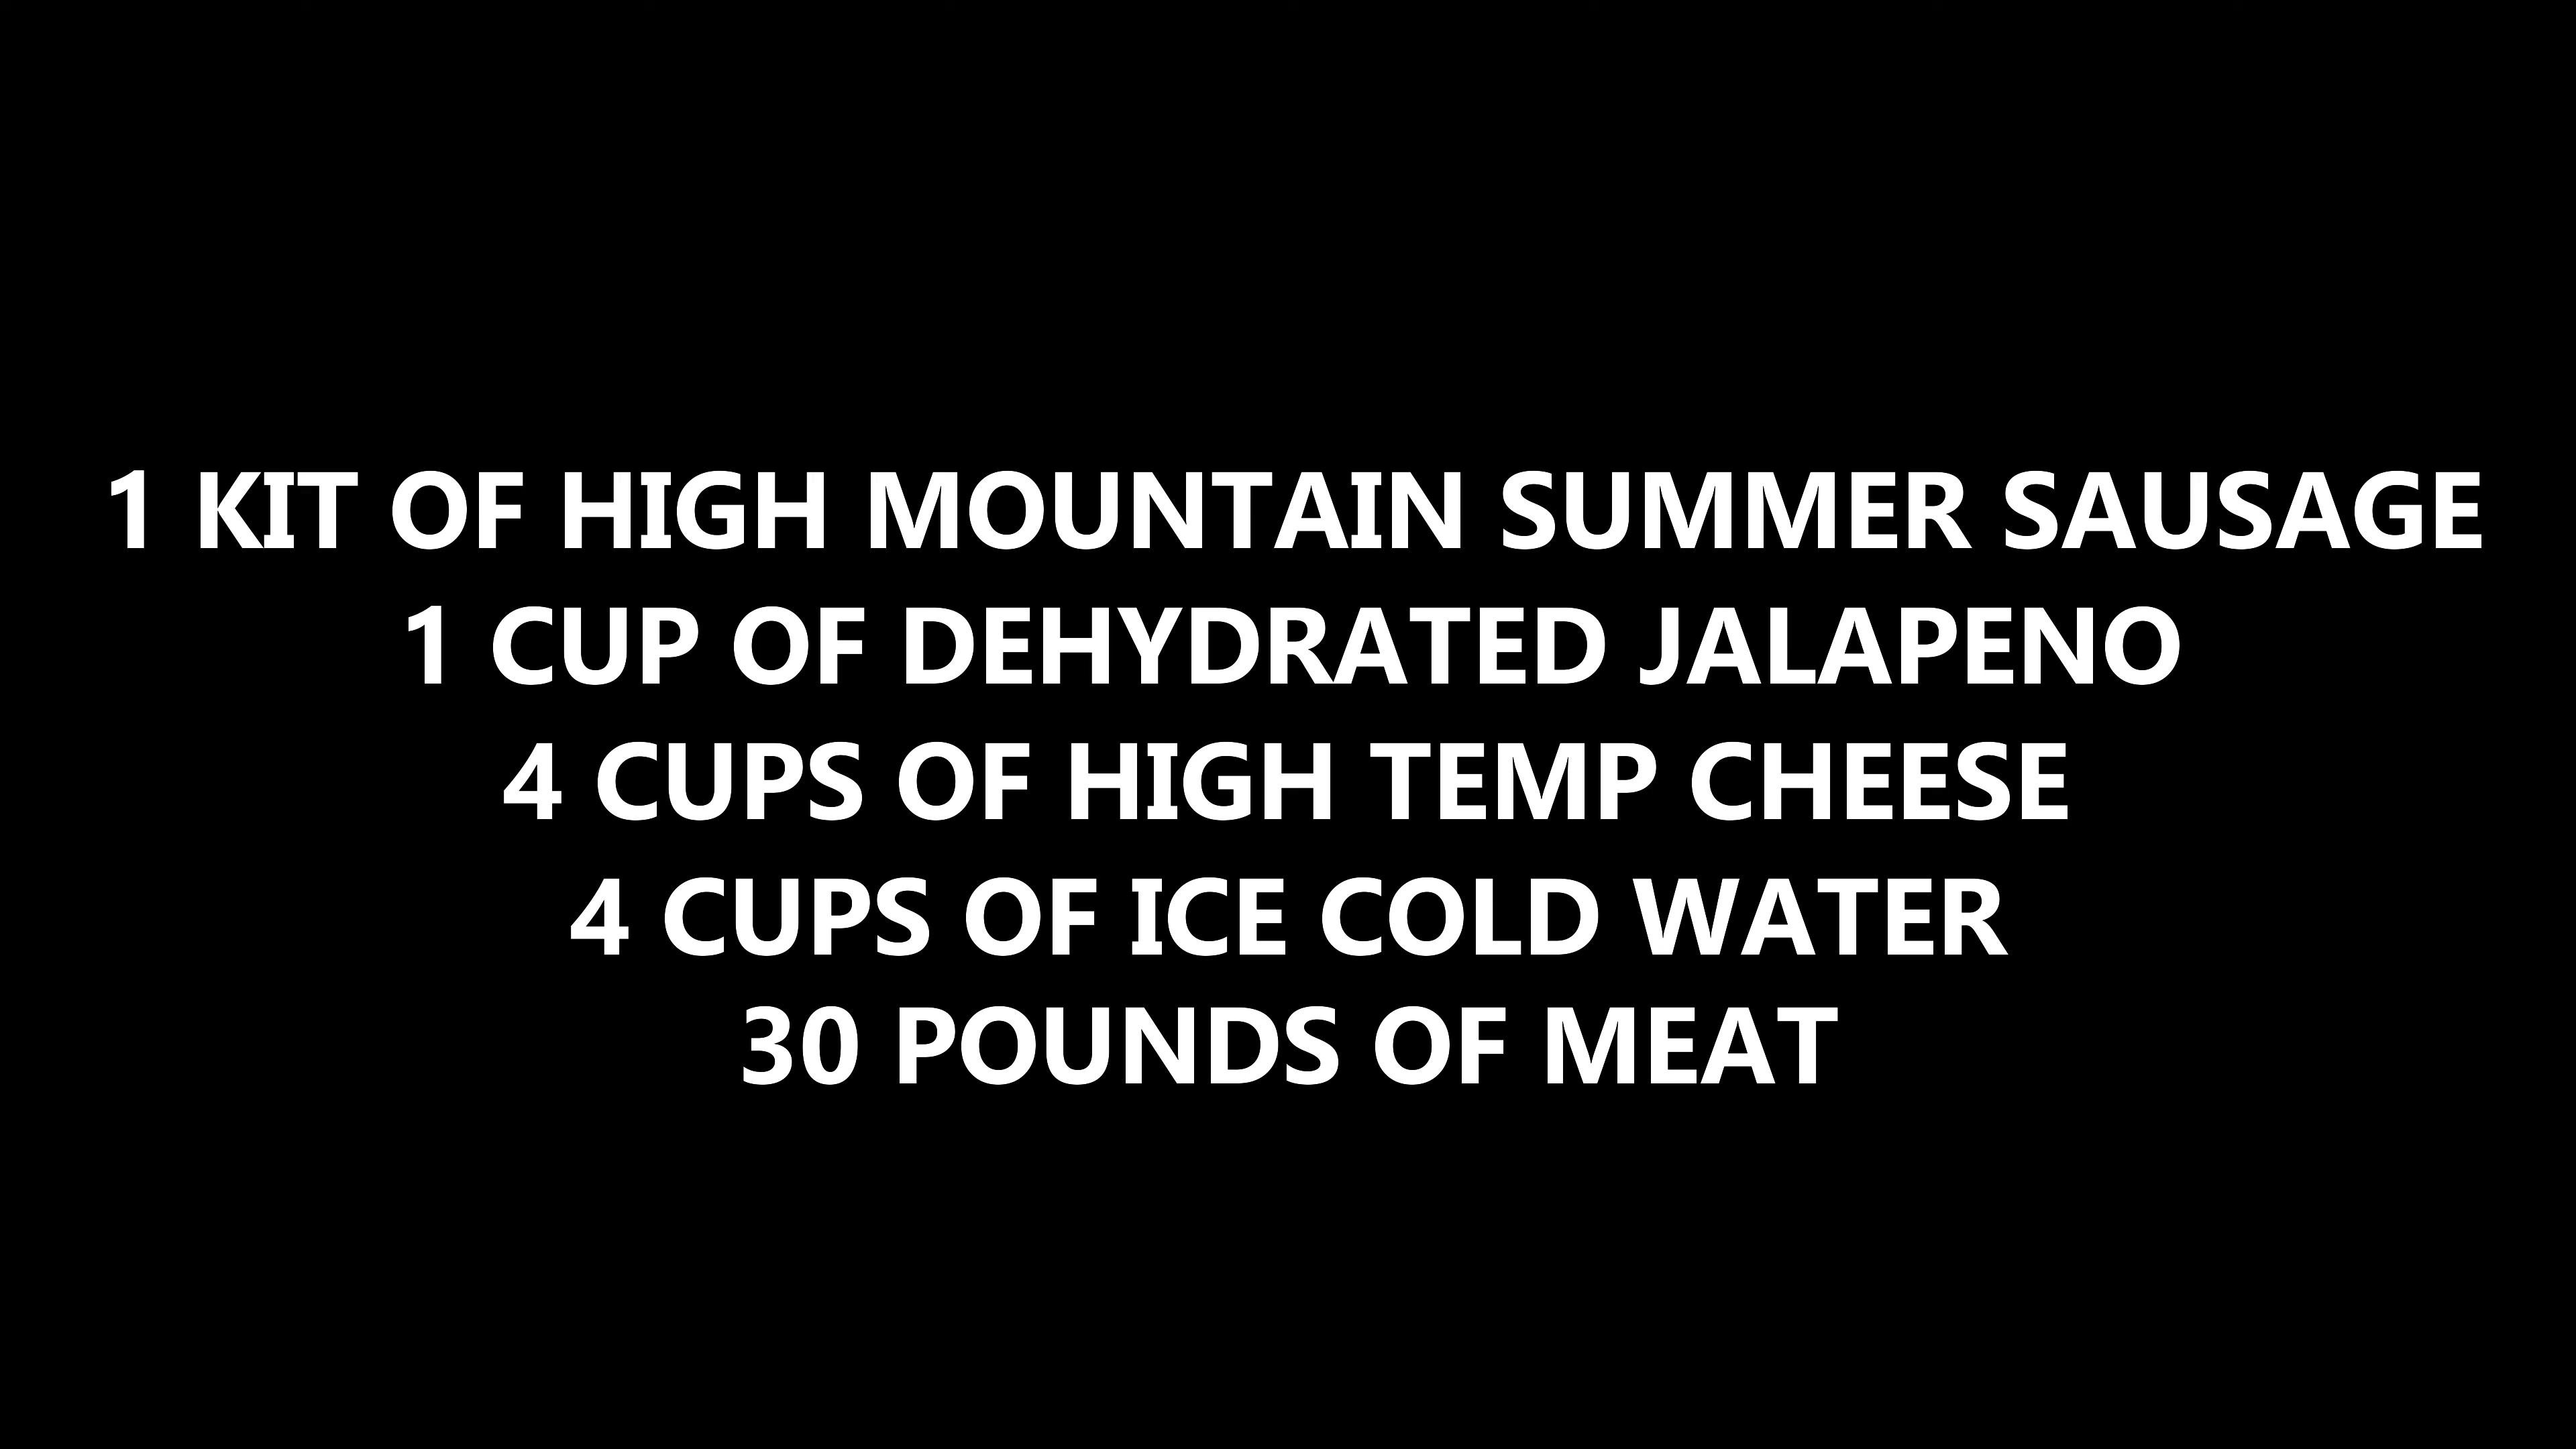 1 KIT OF HIGH MOUNTAIN SUMMER SAUSAGE
1 CUP OF DEHYDRATED JALAPENO
4 CUPS OF HIGH TEMP CHEESE
4 CUPS OF ICE COLD WATER
30 POUNDS OF MEAT